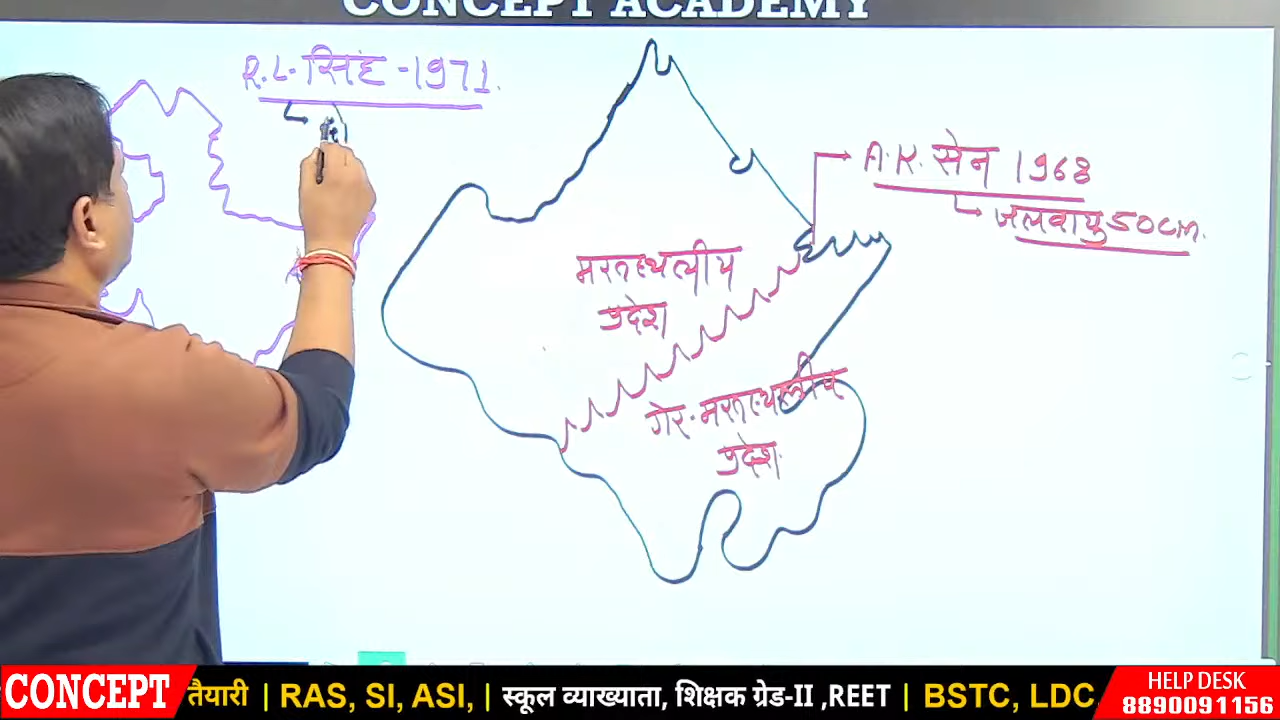 CONCEPT ACADEMY
R.L. सिंह - 1971.
A.K. सेन 1968
जलवायु 50cm.
मरुस्थलीय
प्रदेश
गैर-मरुस्थलीय
प्रदेश
CONCEPT
तैयारी | RAS, SI, ASI, | स्कूल व्याख्याता, शिक्षक ग्रेड-II ,REET | BSTC, LDC,
HELP DESK
8890091156